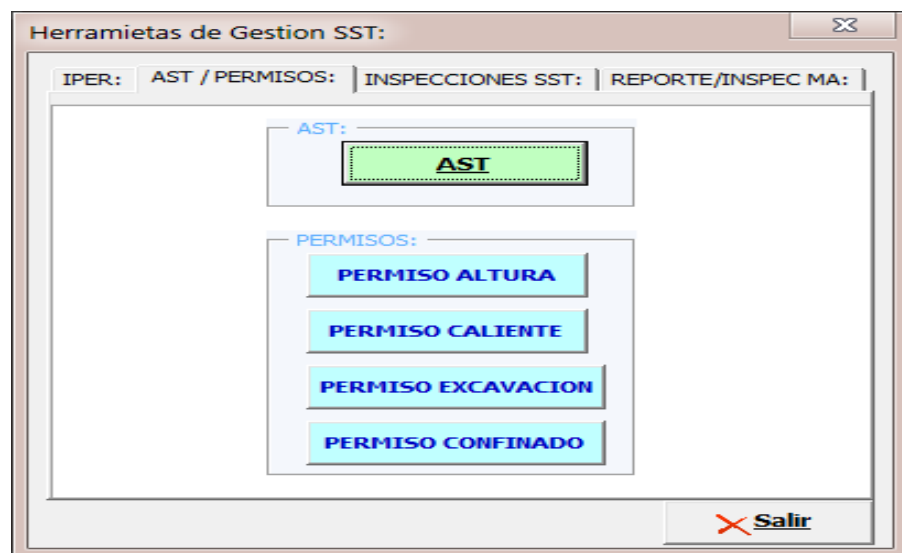 Herramietas de Gestion SST:
IPER: AST / PERMISOS: INSPECCIONES SST: REPORTE/INSPEC MA:
AST:
AST
PERMISOS:
PERMISO ALTURA
PERMISO CALIENTE
PERMISO EXCAVACION
PERMISO CONFINADO
Salir